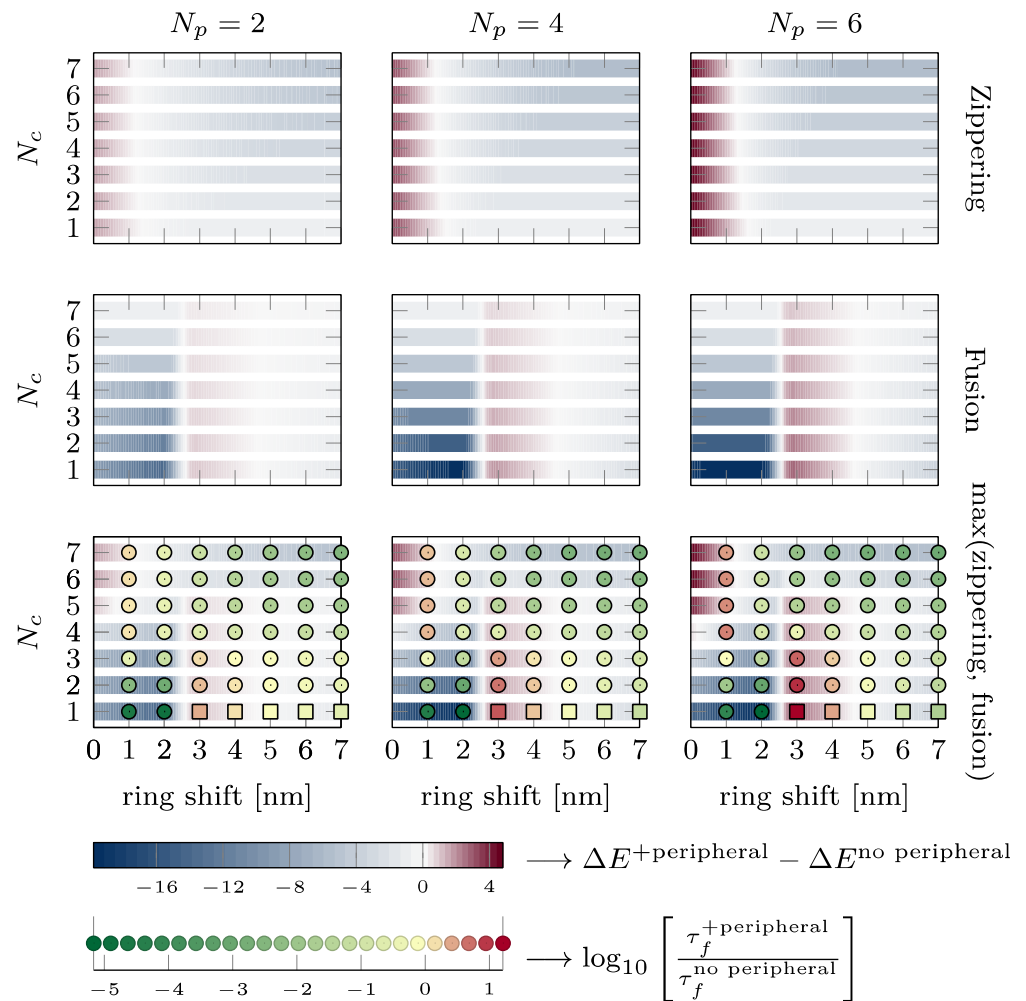 N_p = 2 N_p = 4 N_p = 6
N_c
7
6
5
4
3
2
1
Zippering
N_c
7
6
5
4
3
2
1
Fusion
N_c
7
6
5
4
3
2
1
max(zippering, fusion)
0 1 2 3 4 5 6 7 0 1 2 3 4 5 6 7 0 1 2 3 4 5 6 7
ring shift [nm] ring shift [nm] ring shift [nm]
⟶ ΔE^{+peripheral} − ΔE^{no peripheral}
−16 −12 −8 −4 0 4
⟶ log₁₀ [τ_f^{+peripheral} / τ_f^{no peripheral}]
−5 −4 −3 −2 −1 0 1